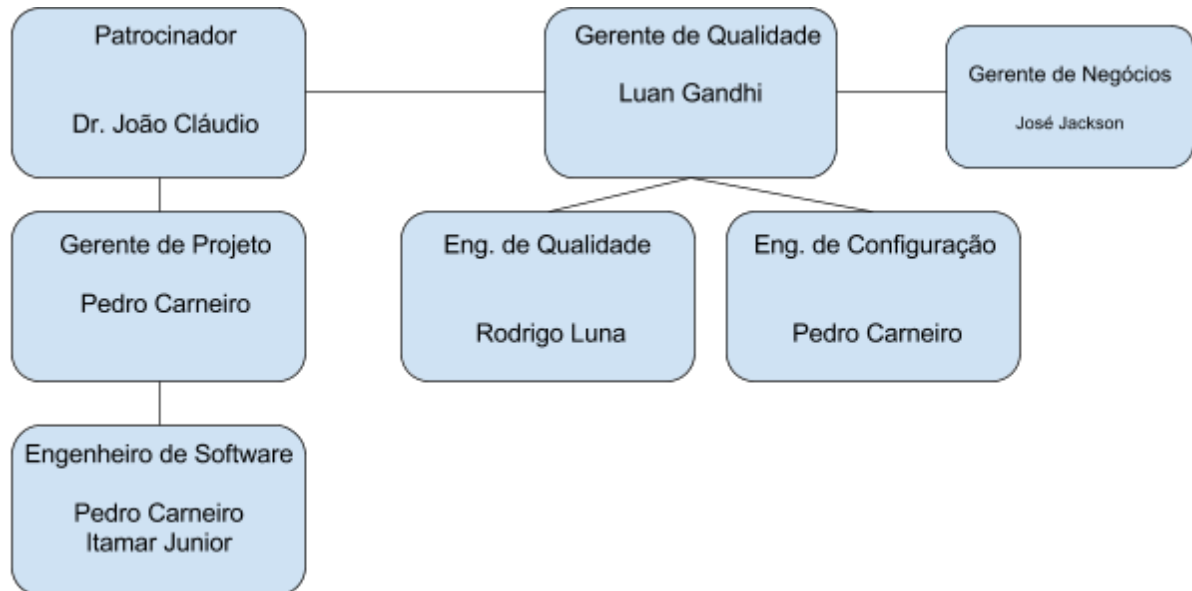 Patrocinador
Dr. João Cláudio
Gerente de Qualidade
Luan Gandhi
Gerente de Negócios
José Jackson
Gerente de Projeto
Pedro Carneiro
Eng. de Qualidade
Rodrigo Luna
Eng. de Configuração
Pedro Carneiro
Engenheiro de Software
Pedro Carneiro
Itamar Junior